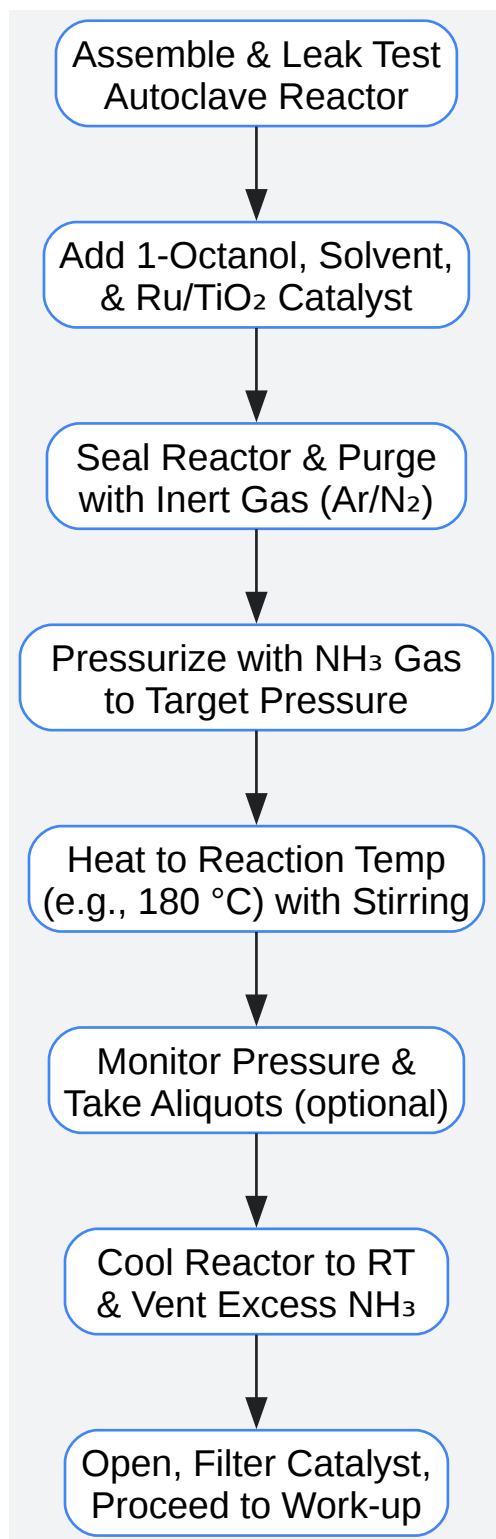 Assemble & Leak Test
Autoclave Reactor
Add 1-Octanol, Solvent,
& Ru/TiO₂ Catalyst
Seal Reactor & Purge
with Inert Gas (Ar/N₂)
Pressurize with NH₃ Gas
to Target Pressure
Heat to Reaction Temp
(e.g., 180 °C) with Stirring
Monitor Pressure &
Take Aliquots (optional)
Cool Reactor to RT
& Vent Excess NH₃
Open, Filter Catalyst,
Proceed to Work-up